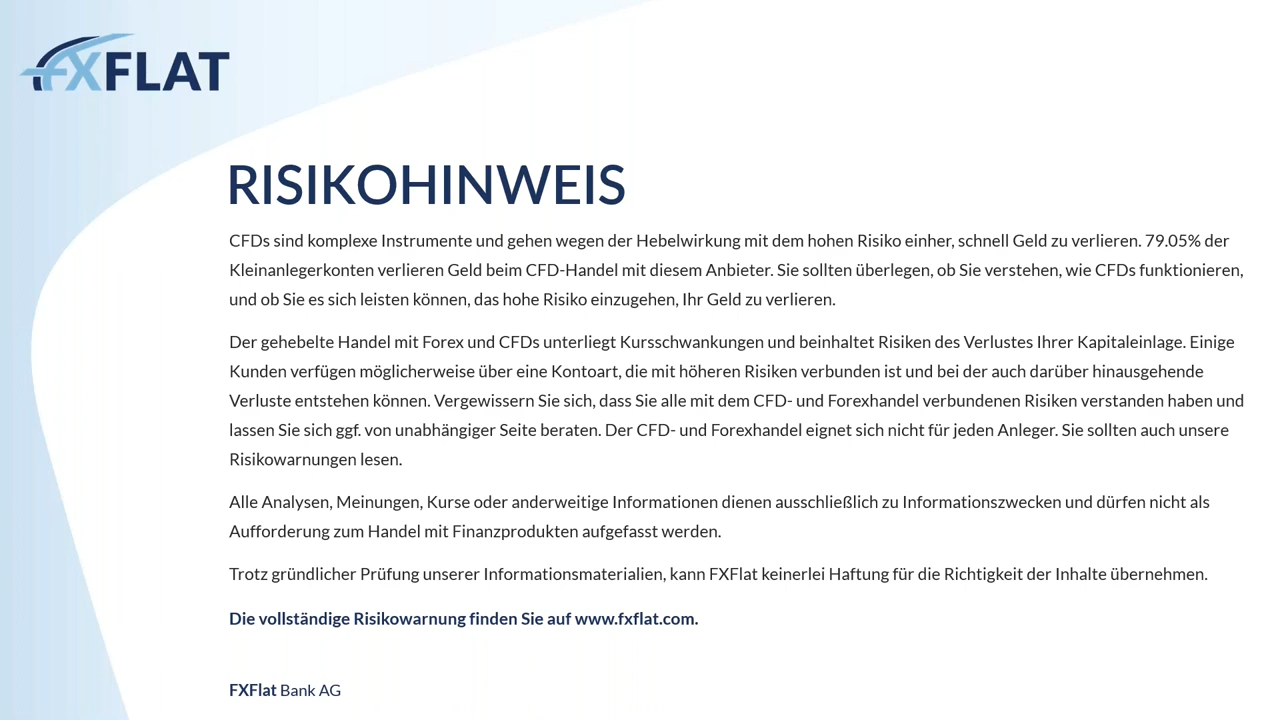 FXFLAT
RISIKOHINWEIS
CFDs sind komplexe Instrumente und gehen wegen der Hebelwirkung mit dem hohen Risiko einher, schnell Geld zu verlieren. 79.05% der
Kleinanlegerkonten verlieren Geld beim CFD-Handel mit diesem Anbieter. Sie sollten überlegen, ob Sie verstehen, wie CFDs funktionieren,
und ob Sie es sich leisten können, das hohe Risiko einzugehen, Ihr Geld zu verlieren.
Der gehebelte Handel mit Forex und CFDs unterliegt Kursschwankungen und beinhaltet Risiken des Verlustes Ihrer Kapitaleinlage. Einige
Kunden verfügen möglicherweise über eine Kontoart, die mit höheren Risiken verbunden ist und bei der auch darüber hinausgehende
Verluste entstehen können. Vergewissern Sie sich, dass Sie alle mit dem CFD- und Forexhandel verbundenen Risiken verstanden haben und
lassen Sie sich ggf. von unabhängiger Seite beraten. Der CFD- und Forexhandel eignet sich nicht für jeden Anleger. Sie sollten auch unsere
Risikowarnungen lesen.
Alle Analysen, Meinungen, Kurse oder anderweitige Informationen dienen ausschließlich zu Informationszwecken und dürfen nicht als
Aufforderung zum Handel mit Finanzprodukten aufgefasst werden.
Trotz gründlicher Prüfung unserer Informationsmaterialien, kann FXFlat keinerlei Haftung für die Richtigkeit der Inhalte übernehmen.
Die vollständige Risikowarnung finden Sie auf www.fxflat.com.
FXFlat Bank AG